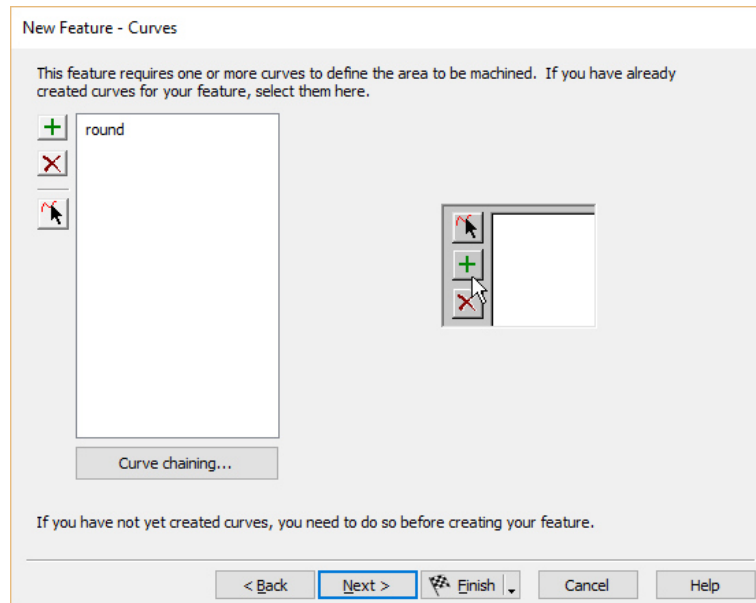 New Feature - Curves
This feature requires one or more curves to define the area to be machined.  If you have already
created curves for your feature, select them here.
round
Curve chaining...
If you have not yet created curves, you need to do so before creating your feature.
< Back
Next >
Finish
Cancel
Help